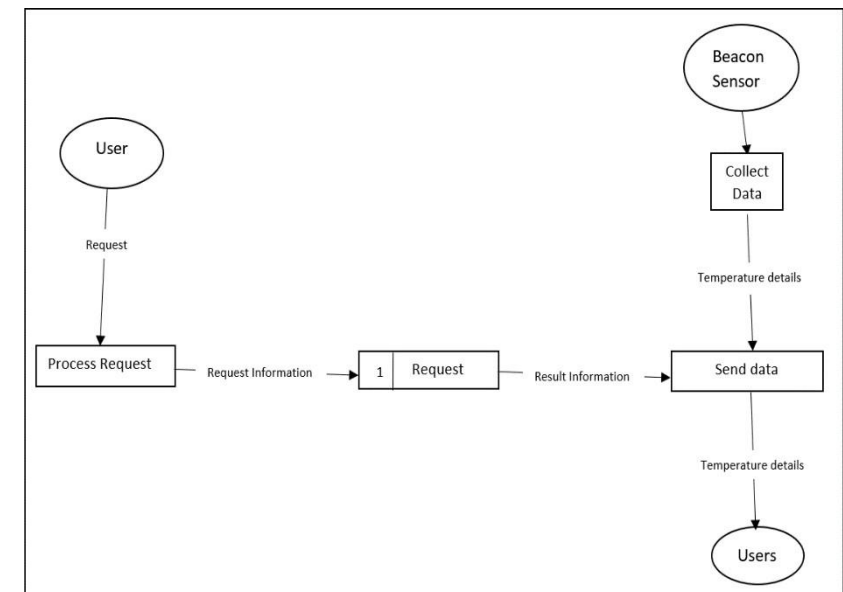 Beacon
Sensor
User
Collect
Data
Request
Temperature details
Process Request
Request Information
1
Request
Result Information
Send data
Temperature details
Users